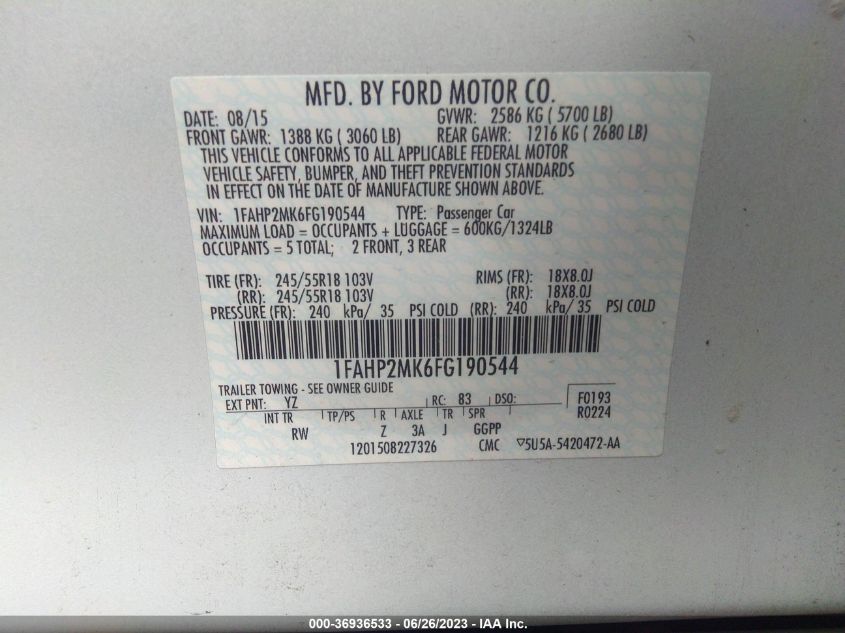 MFD. BY FORD MOTOR CO.
DATE: 08/15 GVWR: 2586 KG ( 5700 LB)
FRONT GAWR: 1388 KG ( 3060 LB) REAR GAWR: 1216 KG ( 2680 LB)
THIS VEHICLE CONFORMS TO ALL APPLICABLE FEDERAL MOTOR
VEHICLE SAFETY, BUMPER, AND THEFT PREVENTION STANDARDS
IN EFFECT ON THE DATE OF MANUFACTURE SHOWN ABOVE.
VIN: 1FAHP2MK6FG190544 TYPE: Passenger Car
MAXIMUM LOAD = OCCUPANTS + LUGGAGE = 600KG/1324LB
OCCUPANTS = 5 TOTAL; 2 FRONT, 3 REAR
TIRE (FR): 245/55R18 103V RIMS (FR): 18X8.0J
(RR): 245/55R18 103V (RR): 18X8.0J
PRESSURE (FR): 240 kPa/ 35 PSI COLD (RR): 240 kPa/ 35 PSI COLD
1FAHP2MK6FG190544
TRAILER TOWING - SEE OWNER GUIDE
EXT PNT: YZ RC: 83 DSO: F0193
INT TR TP/PS R AXLE TR SPR R0224
RW Z 3A J GGPP
120150B227326 CMC 5U5A-5420472-AA
000-36936533 - 06/26/2023 - IAA Inc.